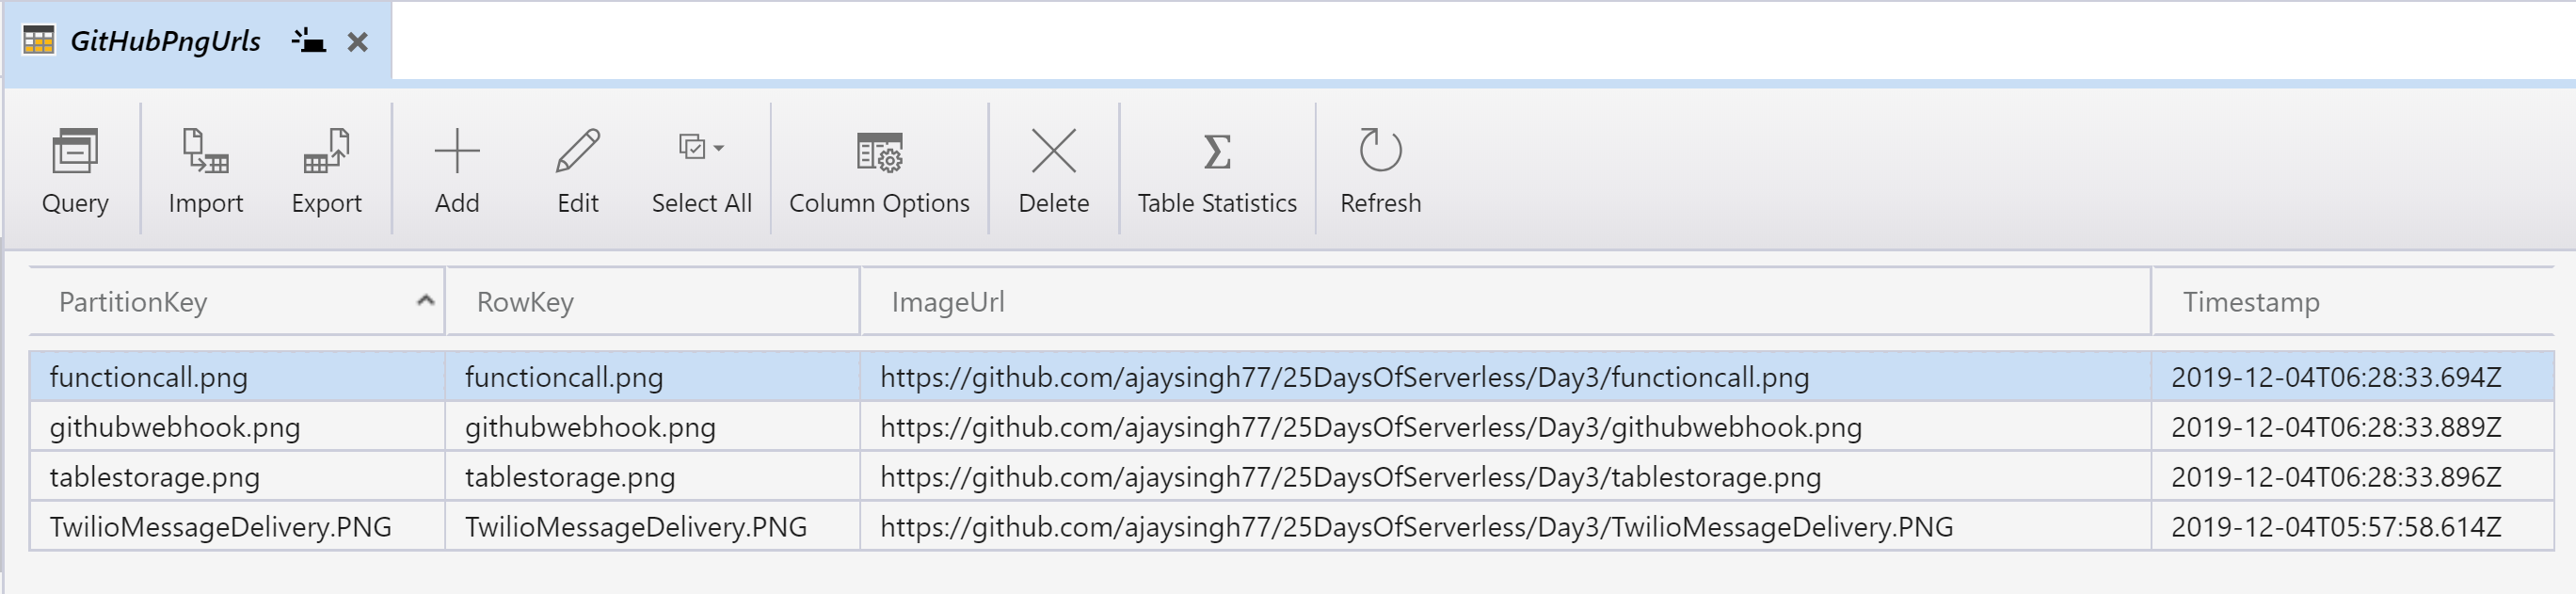 GitHubPngUrls
Query Import Export Add Edit Select All Column Options Delete Table Statistics Refresh
PartitionKey RowKey ImageUrl Timestamp
functioncall.png functioncall.png https://github.com/ajaysingh77/25DaysOfServerless/Day3/functioncall.png 2019-12-04T06:28:33.694Z
githubwebhook.png githubwebhook.png https://github.com/ajaysingh77/25DaysOfServerless/Day3/githubwebhook.png 2019-12-04T06:28:33.889Z
tablestorage.png tablestorage.png https://github.com/ajaysingh77/25DaysOfServerless/Day3/tablestorage.png 2019-12-04T06:28:33.896Z
TwilioMessageDelivery.PNG TwilioMessageDelivery.PNG https://github.com/ajaysingh77/25DaysOfServerless/Day3/TwilioMessageDelivery.PNG 2019-12-04T05:57:58.614Z